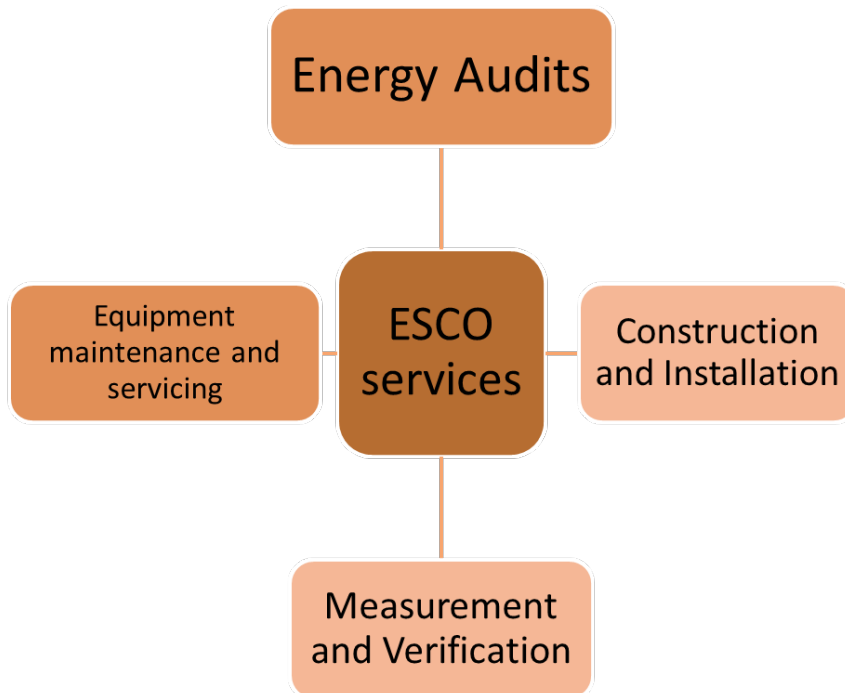 Energy Audits
Equipment
maintenance and
servicing
ESCO
services
Construction
and Installation
Measurement
and Verification